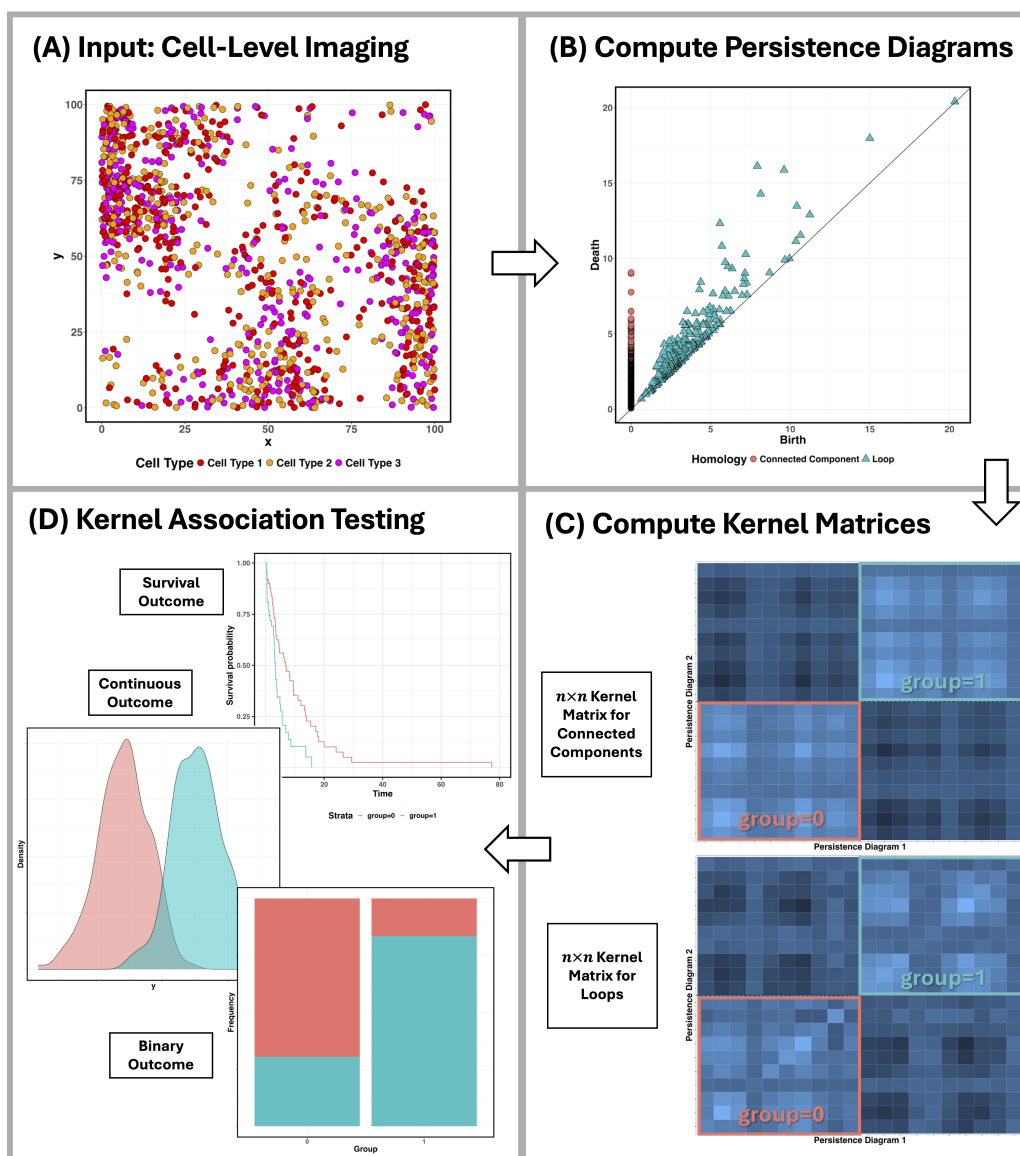 (A) Input: Cell-Level Imaging
100
75
50
25
0
y
0 25 50 75 100
x
Cell Type Cell Type 1 Cell Type 2 Cell Type 3
(B) Compute Persistence Diagrams
20
15
10
5
0
Death
0 5 10 15 20
Birth
Homology Connected Component Loop
(D) Kernel Association Testing
Survival
Outcome
1.00
0.75
0.50
0.25
Survival probability
20 40 60 80
Time
Strata group=0 group=1
Continuous
Outcome
Density
y
Binary
Outcome
Frequency
0 1
Group
(C) Compute Kernel Matrices
n×n Kernel
Matrix for
Connected
Components
Persistence Diagram 2
group=1
group=0
Persistence Diagram 1
n×n Kernel
Matrix for
Loops
Persistence Diagram 2
group=1
group=0
Persistence Diagram 1